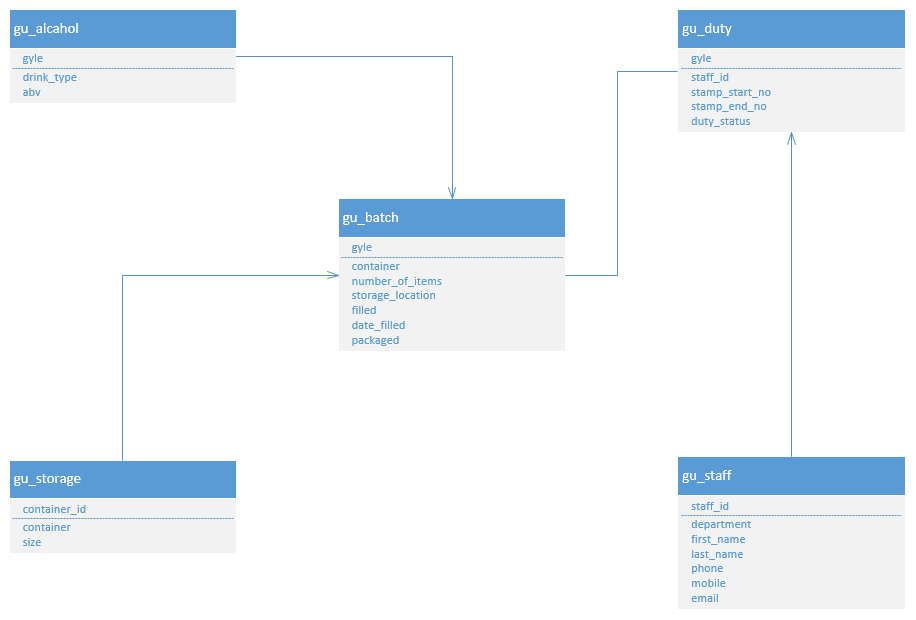 gu_alcahol
gyle
drink_type
abv
gu_duty
gyle
staff_id
stamp_start_no
stamp_end_no
duty_status
gu_batch
gyle
container
number_of_items
storage_location
filled
date_filled
packaged
gu_storage
container_id
container
size
gu_staff
staff_id
department
first_name
last_name
phone
mobile
email